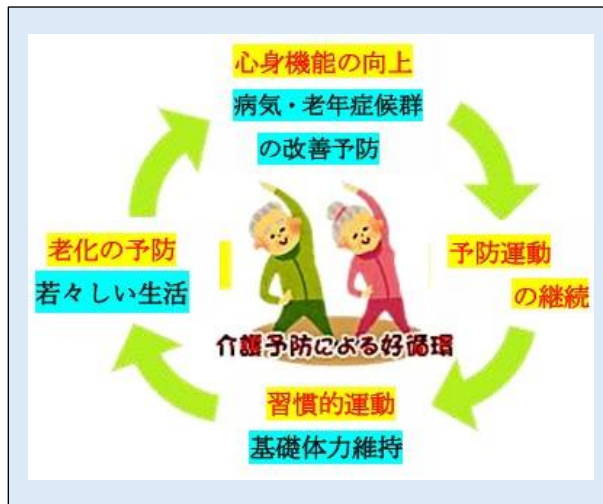 心身機能の向上
病気・老年症候群
の改善予防
予防運動
の継続
習慣的運動
基礎体力維持
老化の予防
若々しい生活
介護予防による好循環